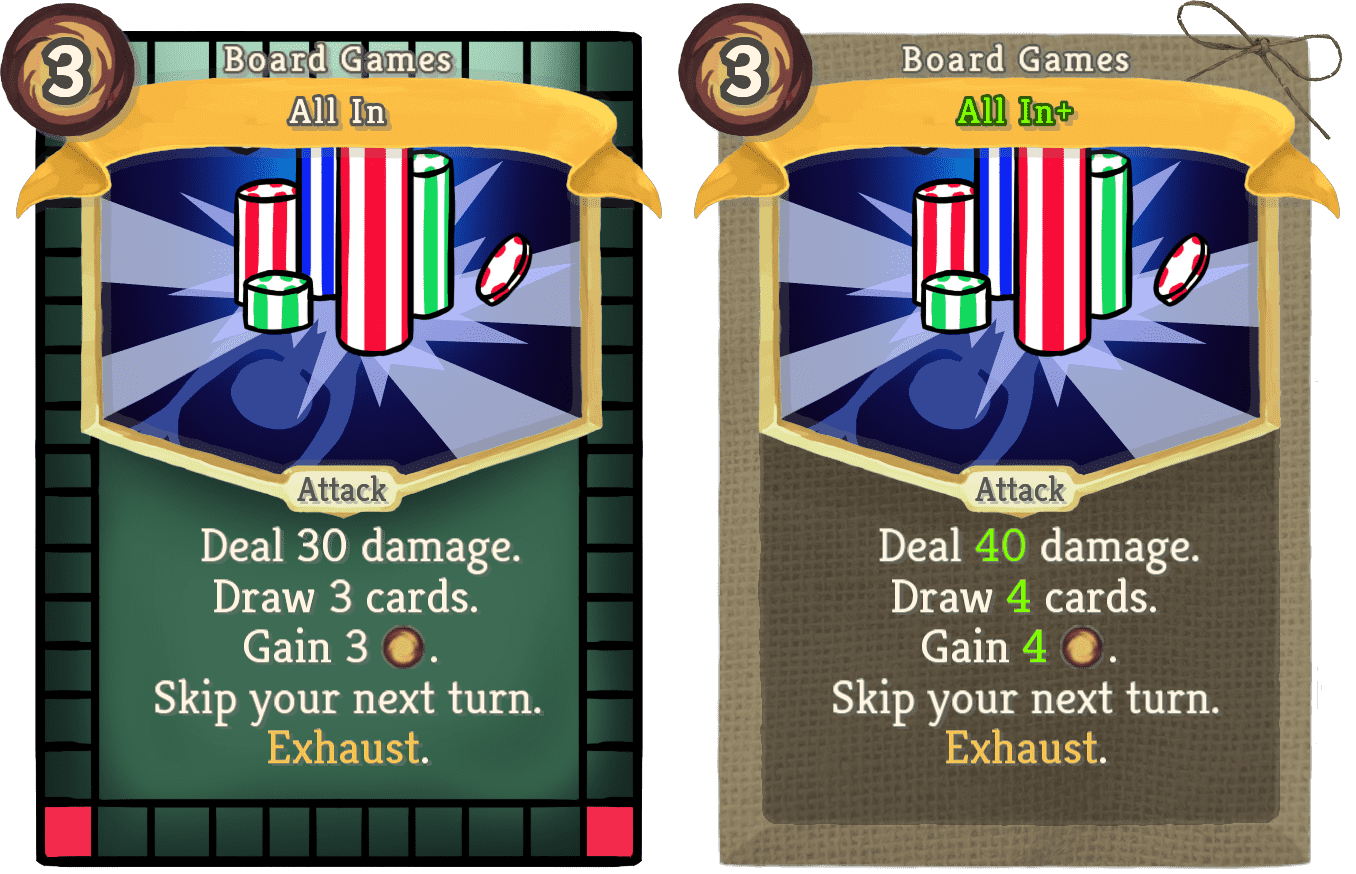 3
Board Games
All In
Attack
Deal 30 damage.
Draw 3 cards.
Gain 3 .
Skip your next turn.
Exhaust.
3
Board Games
All In+
Attack
Deal 40 damage.
Draw 4 cards.
Gain 4 .
Skip your next turn.
Exhaust.